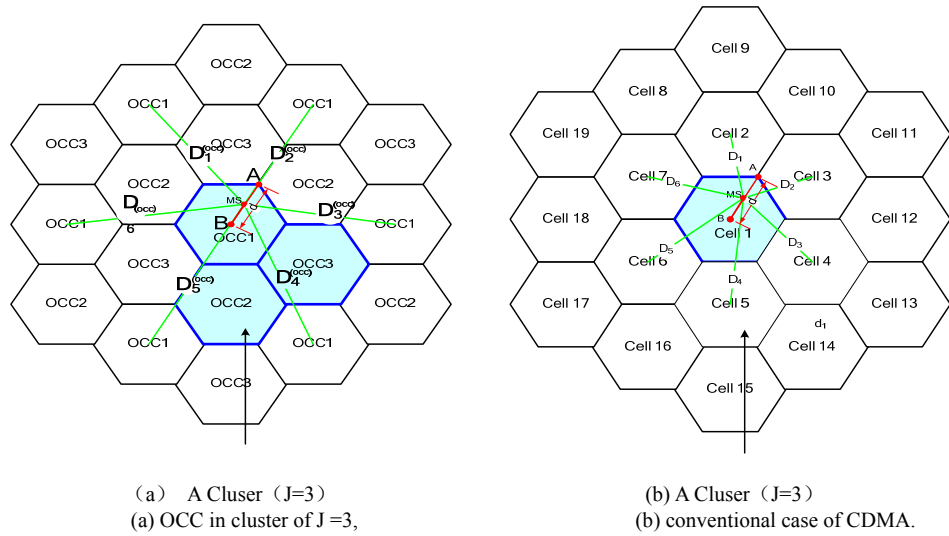 OCC2
OCC1 OCC1
OCC3 OCC3 OCC3
D1(occ) D2(occ)
OCC2 A OCC2
MS d
D(occ)6 D3(occ)
OCC1 B OCC1 OCC1
OCC3 OCC3
D5(occ) D4(occ)
OCC2 OCC2 OCC2
OCC1 OCC1
OCC3
Cell 9
Cell 8 Cell 10
Cell 19 Cell 2 Cell 11
D1
A
Cell 7 D6 D2 Cell 3
MS d
Cell 18 B Cell 12
Cell 1
D5 D3
Cell 6 Cell 4
D4
Cell 17 Cell 5 Cell 13
d1
Cell 16 Cell 14
Cell 15
（a） A Cluser（J=3）
(a) OCC in cluster of J =3,
(b) A Cluser（J=3）
(b) conventional case of CDMA.